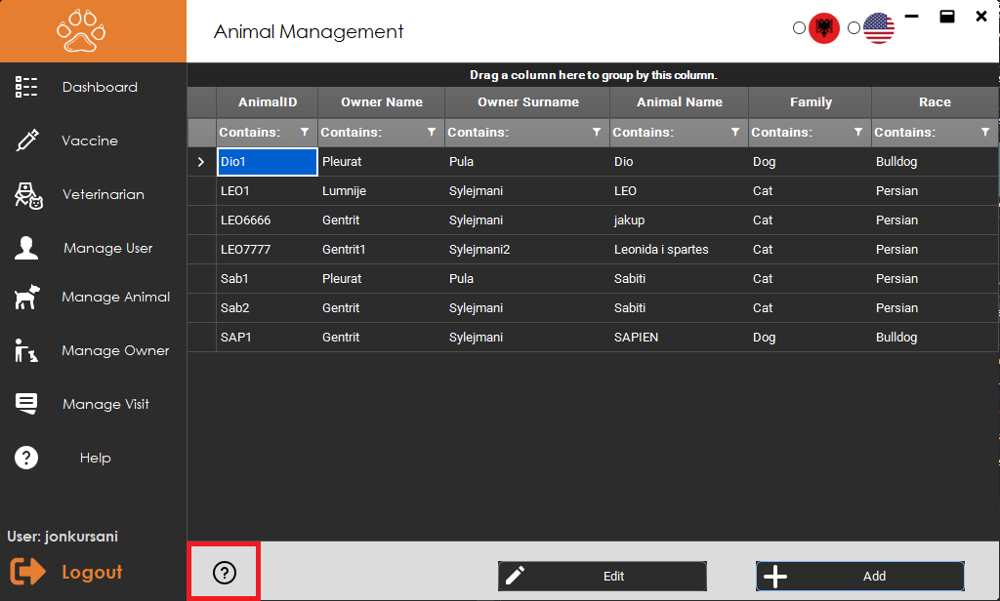 Animal Management
Dashboard
Vaccine
Veterinarian
Manage User
Manage Animal
Manage Owner
Manage Visit
? Help
User: jonkursani
Logout
Drag a column here to group by this column.
AnimalID Owner Name Owner Surname Animal Name Family Race
Contains: Contains: Contains: Contains: Contains: Contains:
Dio1 Pleurat Pula Dio Dog Bulldog
LEO1 Lumnije Sylejmani LEO Cat Persian
LEO6666 Gentrit Sylejmani jakup Cat Persian
LEO7777 Gentrit1 Sylejmani2 Leonida i spartes Cat Persian
Sab1 Pleurat Pula Sabiti Cat Persian
Sab2 Gentrit Sylejmani Sabiti Cat Persian
SAP1 Gentrit Sylejmani SAPIEN Dog Bulldog
? Edit Add